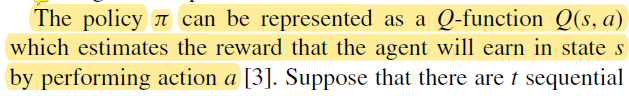 The policy π can be represented as a Q-function Q(s, a)
which estimates the reward that the agent will earn in state s
by performing action a [3]. Suppose that there are t sequential